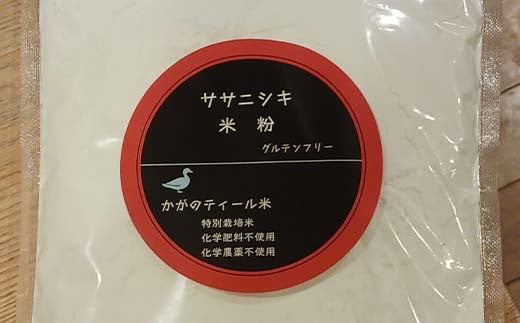 ササニシキ
米粉
グルテンフリー
かがのティール米
特別栽培米
化学肥料不使用
化学農薬不使用